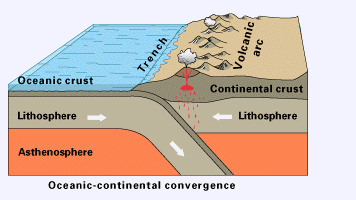 Trench
Volcanic
arc
Oceanic crust
Continental crust
Lithosphere
Lithosphere
Asthenosphere
Oceanic-continental convergence